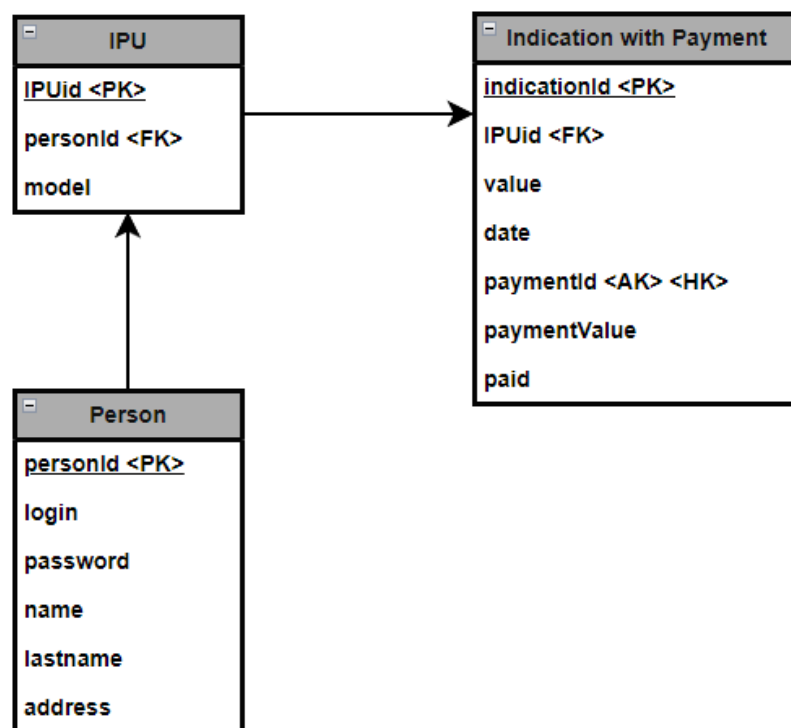 IPU
IPUid <PK>
personId <FK>
model
Indication with Payment
indicationId <PK>
IPUid <FK>
value
date
paymentId <AK> <HK>
paymentValue
paid
Person
personId <PK>
login
password
name
lastname
address